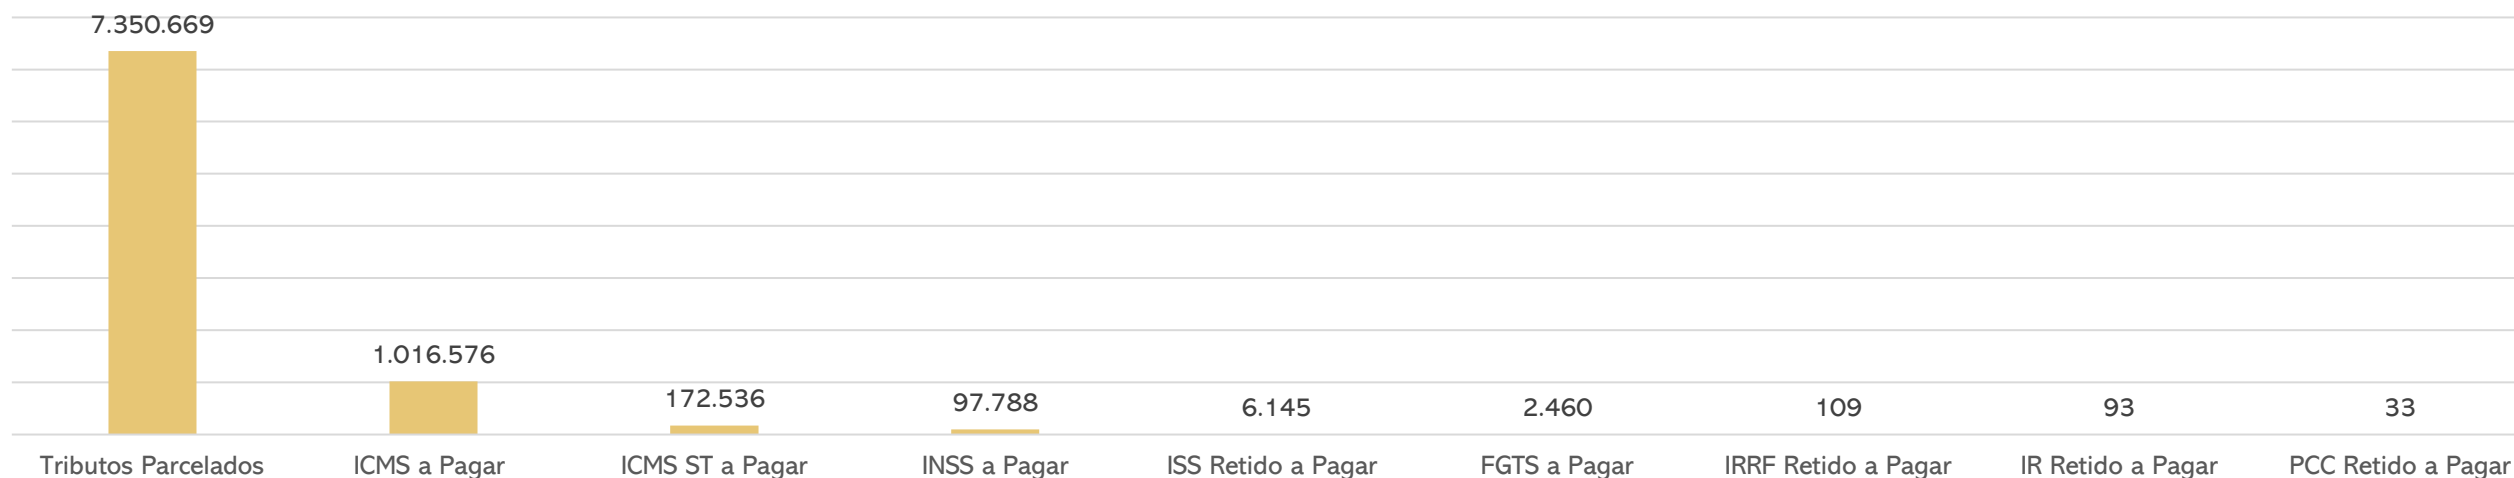 7.350.669
1.016.576
172.536
97.788
6.145
2.460
109
93
33
Tributos Parcelados
ICMS a Pagar
ICMS ST a Pagar
INSS a Pagar
ISS Retido a Pagar
FGTS a Pagar
IRRF Retido a Pagar
IR Retido a Pagar
PCC Retido a Pagar